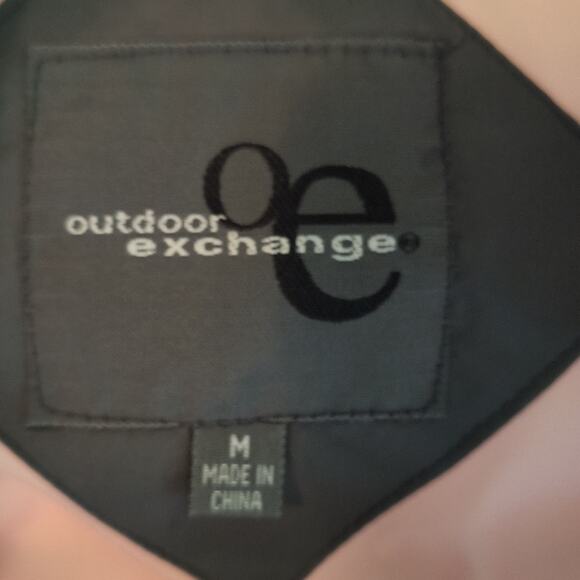 oe
outdoor
exchange®
M
MADE IN
CHINA